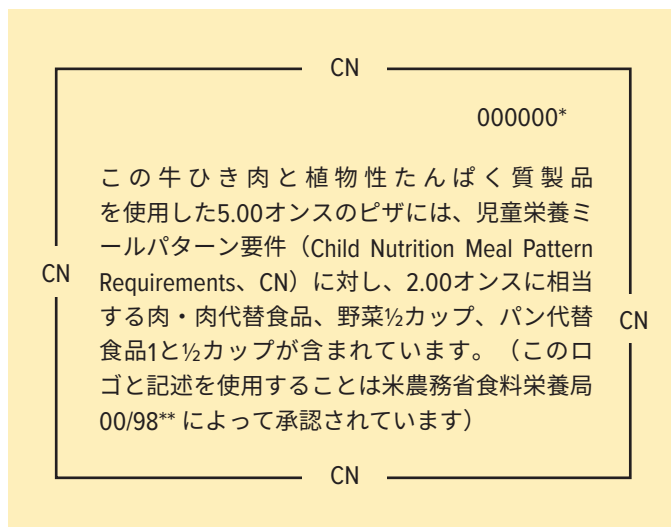 CN
000000*
この牛ひき肉と植物性たんぱく質製品
を使用した5.00オンスのピザには、児童栄養ミ
ールパターン要件（Child Nutrition Meal Pattern
Requirements、CN）に対し、2.00オンスに相当
CN
する肉・肉代替食品、野菜½カップ、パン代替
CN
食品1と½カップが含まれています。（このロ
ゴと記述を使用することは米農務省食料栄養局
00/98** によって承認されています）
CN